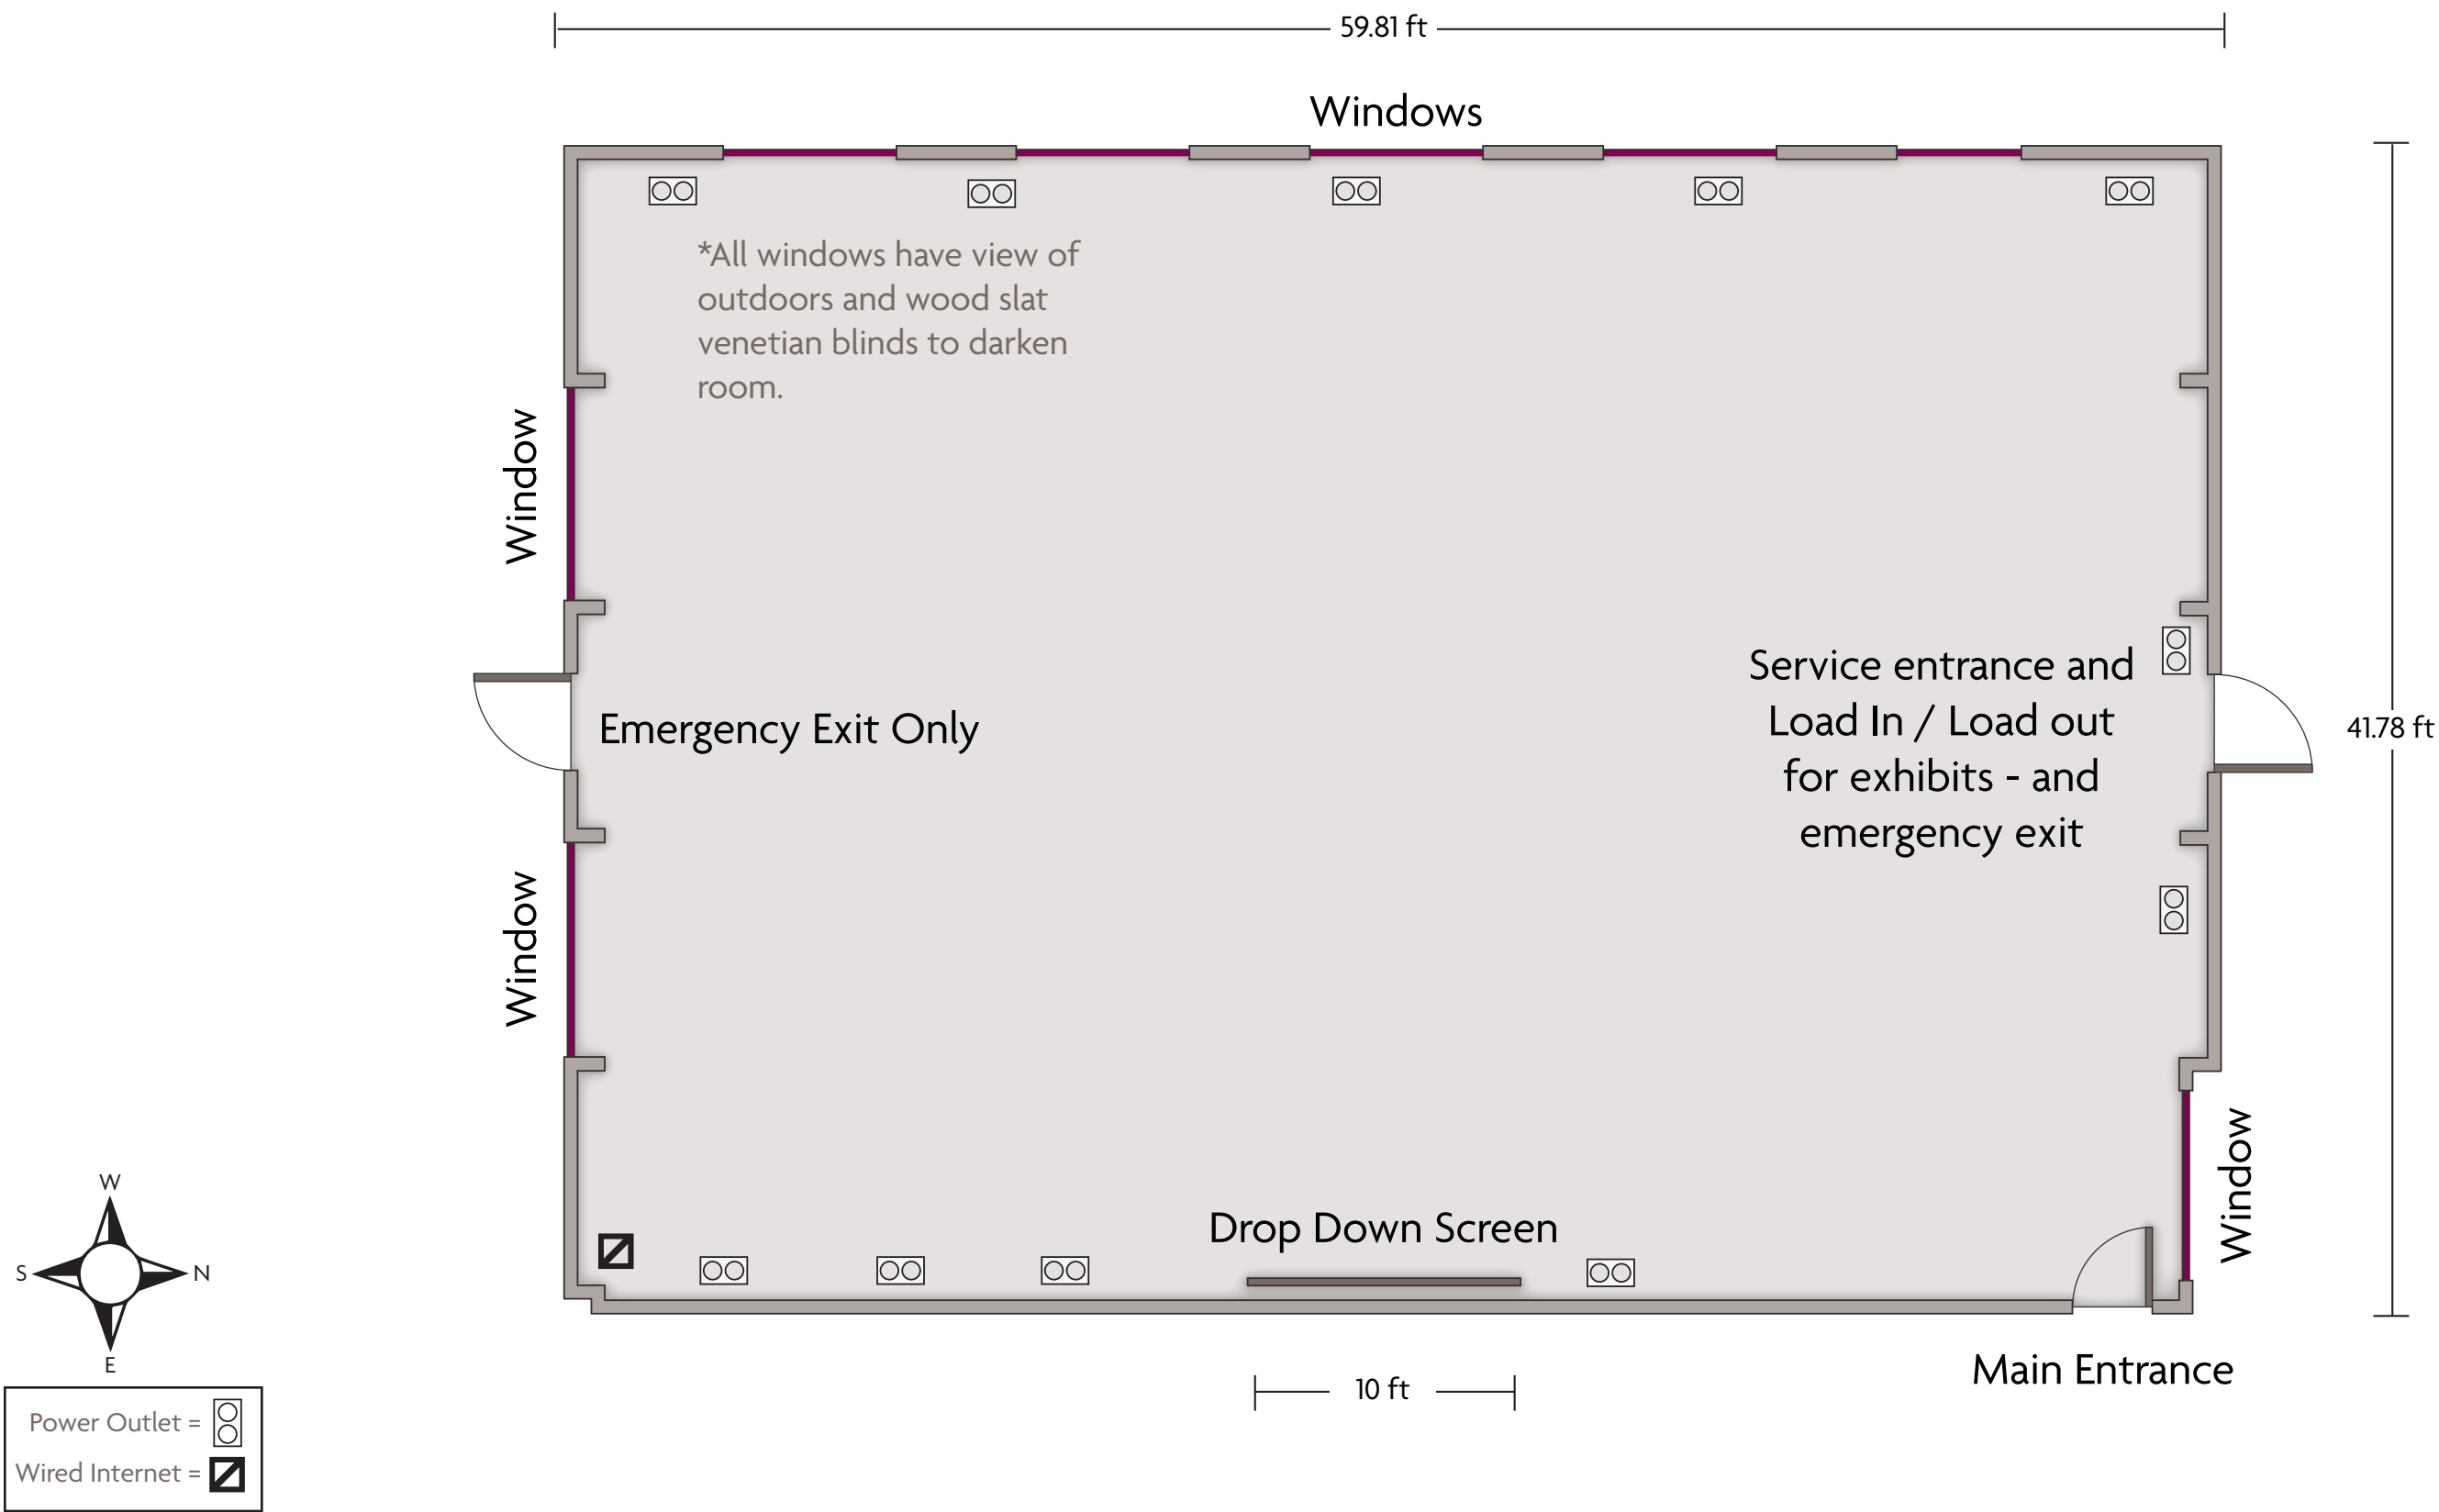 59.81 ft
Windows
*All windows have view of
outdoors and wood slat
venetian blinds to darken
room.
Window
Emergency Exit Only
Service entrance and
Load In / Load out
for exhibits - and
emergency exit
41.78 ft
Window
Window
Drop Down Screen
Main Entrance
10 ft
W
S
N
E
Power Outlet =
Wired Internet =